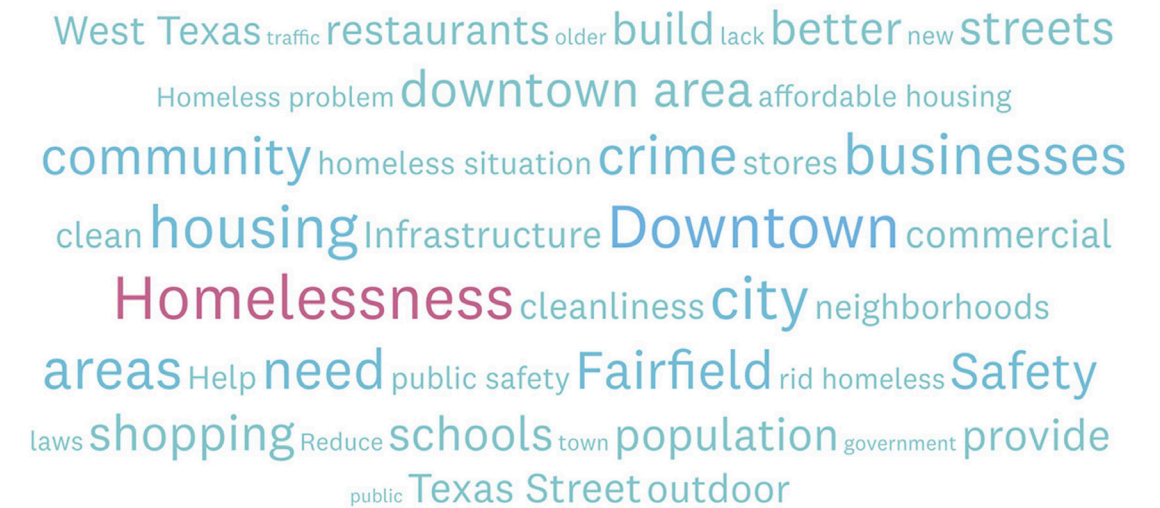 West Texas traffic restaurants older build lack better new streets
Homeless problem downtown area affordable housing
community homeless situation crime stores businesses
clean housing Infrastructure Downtown commercial
Homelessness cleanliness city neighborhoods
areas Help need public safety Fairfield rid homeless Safety
laws shopping Reduce schools town population government provide
public Texas Street outdoor